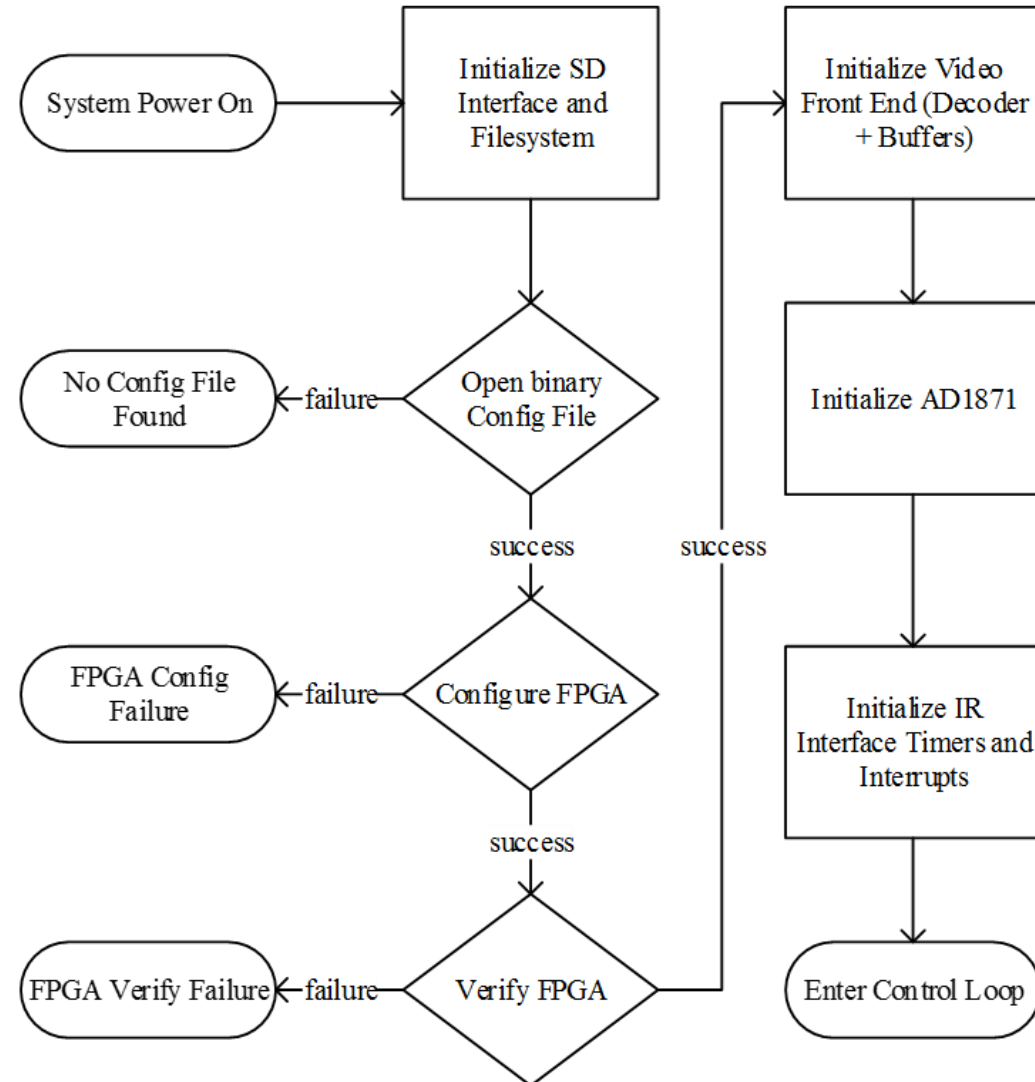 System Power On
Initialize SD
Interface and
Filesystem
Initialize Video
Front End (Decoder
+ Buffers)
No Config File
Found
failure
Open binary
Config File
Initialize AD1871
success
success
FPGA Config
Failure
failure
Configure FPGA
Initialize IR
Interface Timers and
Interrupts
success
FPGA Verify Failure
failure
Verify FPGA
Enter Control Loop